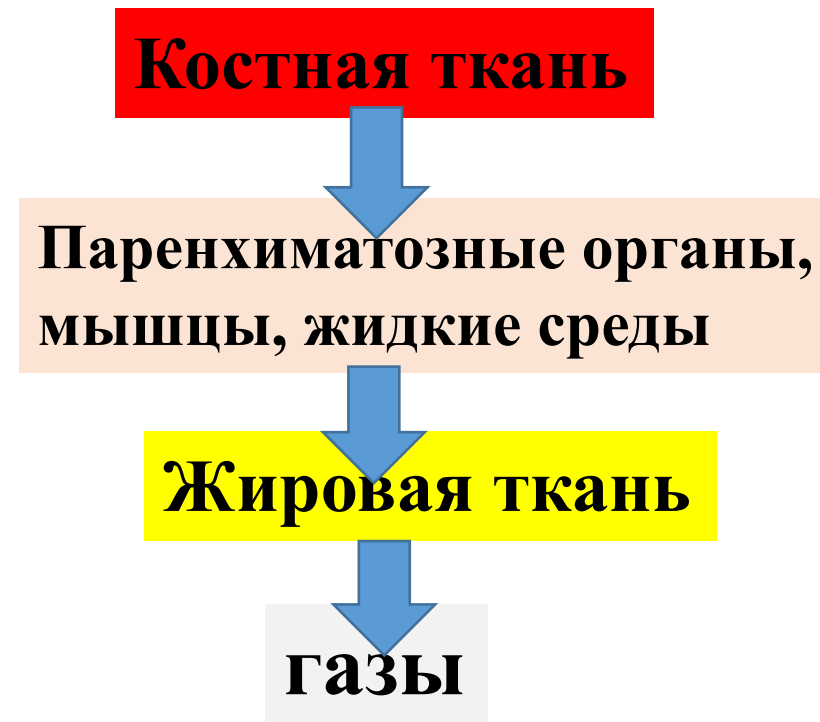 Костная ткань
Паренхиматозные органы,
мышцы, жидкие среды
Жировая ткань
газы